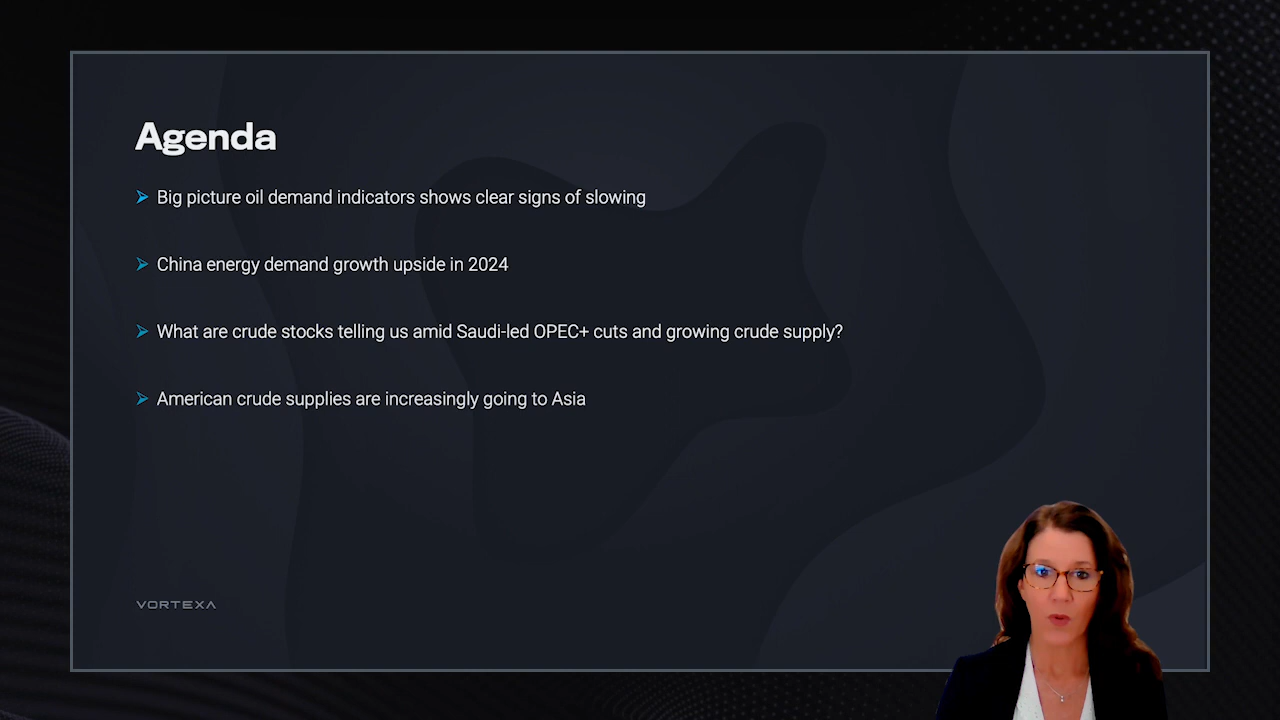 Agenda
Big picture oil demand indicators shows clear signs of slowing
China energy demand growth upside in 2024
What are crude stocks telling us amid Saudi-led OPEC+ cuts and growing crude supply?
American crude supplies are increasingly going to Asia
VORTEXA